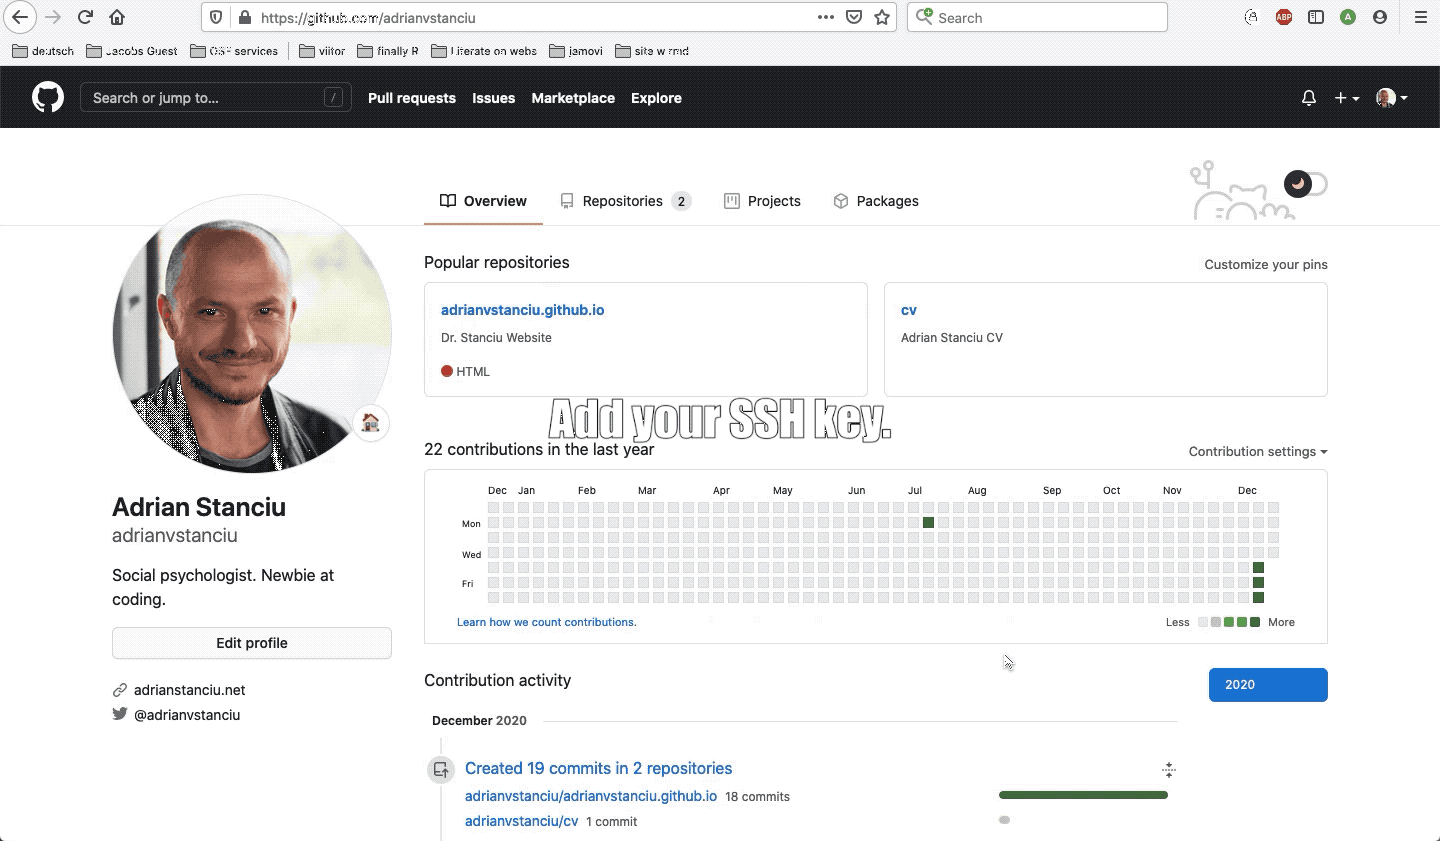 https://github.com/adrianvstanciu
Search
deutsch
Jacobs Guest
OSF services
viitor
finally R
Literate on webs
jamovi
site w rmd
ABP
A
Search or jump to...
/
Pull requests
Issues
Marketplace
Explore
Overview
Repositories 2
Projects
Packages
Popular repositories
Customize your pins
adrianvstanciu.github.io
Dr. Stanciu Website
HTML
cv
Adrian Stanciu CV
Add your SSH key.
22 contributions in the last year
Contribution settings
Dec Jan Feb Mar Apr May Jun Jul Aug Sep Oct Nov Dec
Mon
Wed
Fri
Learn how we count contributions.
Less
More
Adrian Stanciu
adrianvstanciu
Social psychologist. Newbie at
coding.
Edit profile
adrianstanciu.net
@adrianvstanciu
Contribution activity
2020
December 2020
Created 19 commits in 2 repositories
adrianvstanciu/adrianvstanciu.github.io 18 commits
adrianvstanciu/cv 1 commit